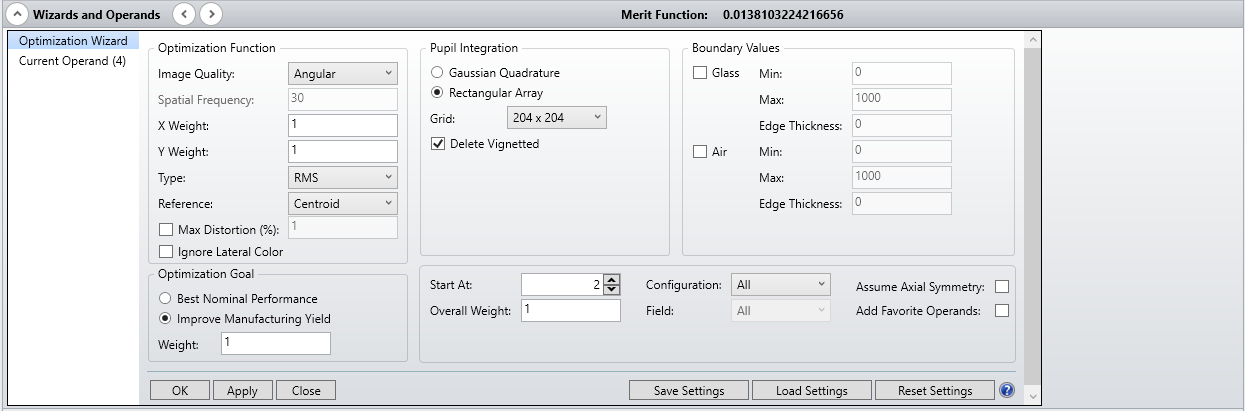 Wizards and Operands
Merit Function: 0.0138103224216656
Optimization Wizard
Current Operand (4)
Optimization Function
Image Quality: Angular
Spatial Frequency: 30
X Weight: 1
Y Weight: 1
Type: RMS
Reference: Centroid
Max Distortion (%): 1
Ignore Lateral Color
Optimization Goal
Best Nominal Performance
Improve Manufacturing Yield
Weight: 1
Pupil Integration
Gaussian Quadrature
Rectangular Array
Grid: 204 x 204
Delete Vignetted
Boundary Values
Glass Min: 0
Max: 1000
Edge Thickness: 0
Air Min: 0
Max: 1000
Edge Thickness: 0
Start At: 2 Configuration: All Assume Axial Symmetry:
Overall Weight: 1 Field: All Add Favorite Operands:
OK Apply Close Save Settings Load Settings Reset Settings ?